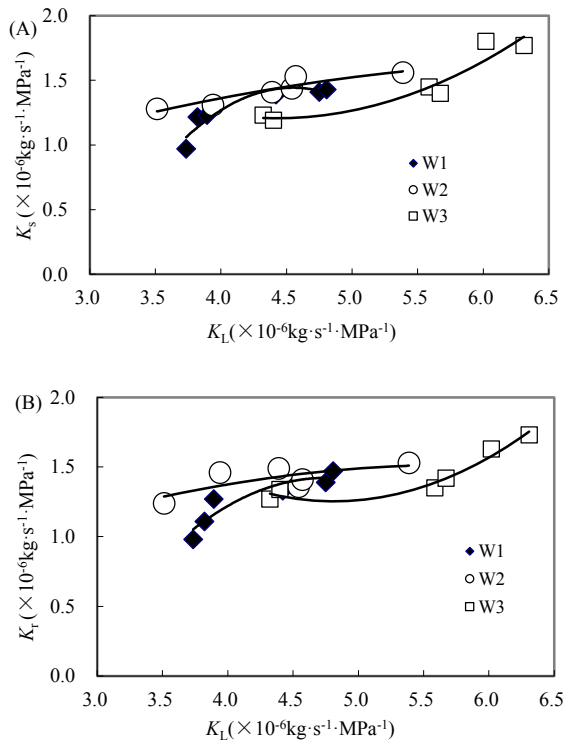 (A)
2.0
1.5
1.0
0.5
0.0
Ks (×10-6kg·s-1·MPa-1)
W1
W2
W3
3.0 3.5 4.0 4.5 5.0 5.5 6.0 6.5
KL(×10-6kg·s-1·MPa-1)
(B)
2.0
1.5
1.0
0.5
0.0
Kr (×10-6kg·s-1·MPa-1)
W1
W2
W3
3.0 3.5 4.0 4.5 5.0 5.5 6.0 6.5
KL(×10-6kg·s-1·MPa-1)